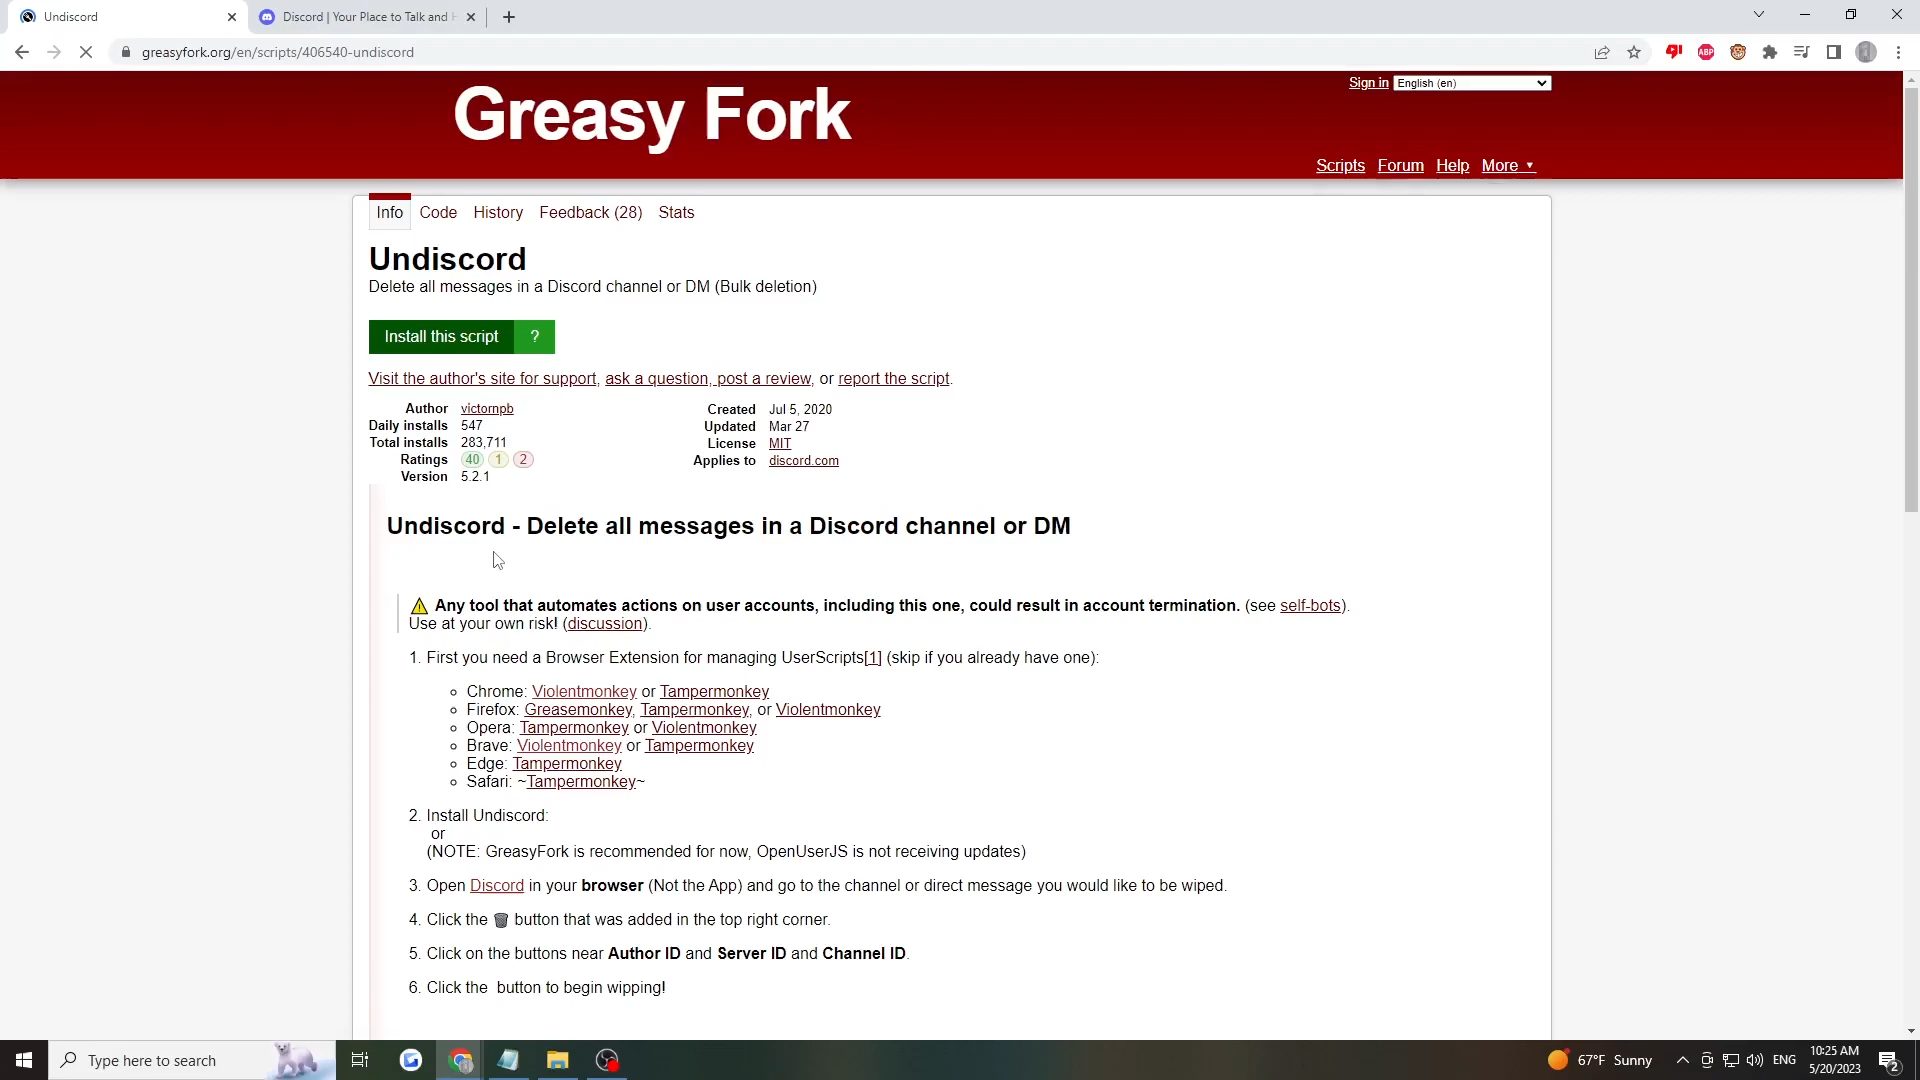 Undiscord
Discord | Your Place to Talk and H
greasyfork.org/en/scripts/406540-undiscord
ABP
Sign in English (en)
Greasy Fork
Scripts Forum Help More ▼
Info Code History Feedback (28) Stats
Undiscord
Delete all messages in a Discord channel or DM (Bulk deletion)
Install this script ?
Visit the author's site for support, ask a question, post a review, or report the script.
Author victornpb
Daily installs 547
Total installs 283,711
Ratings 40 1 2
Version 5.2.1
Created Jul 5, 2020
Updated Mar 27
License MIT
Applies to discord.com
Undiscord - Delete all messages in a Discord channel or DM
Any tool that automates actions on user accounts, including this one, could result in account termination. (see self-bots).
Use at your own risk! (discussion).
1. First you need a Browser Extension for managing UserScripts[1] (skip if you already have one):
Chrome: Violentmonkey or Tampermonkey
Firefox: Greasemonkey, Tampermonkey, or Violentmonkey
Opera: Tampermonkey or Violentmonkey
Brave: Violentmonkey or Tampermonkey
Edge: Tampermonkey
Safari: ~Tampermonkey~
2. Install Undiscord:
or
(NOTE: GreasyFork is recommended for now, OpenUserJS is not receiving updates)
3. Open Discord in your browser (Not the App) and go to the channel or direct message you would like to be wiped.
4. Click the button that was added in the top right corner.
5. Click on the buttons near Author ID and Server ID and Channel ID.
6. Click the button to begin wipping!
Type here to search
67°F Sunny
ENG
10:25 AM
5/20/2023
2